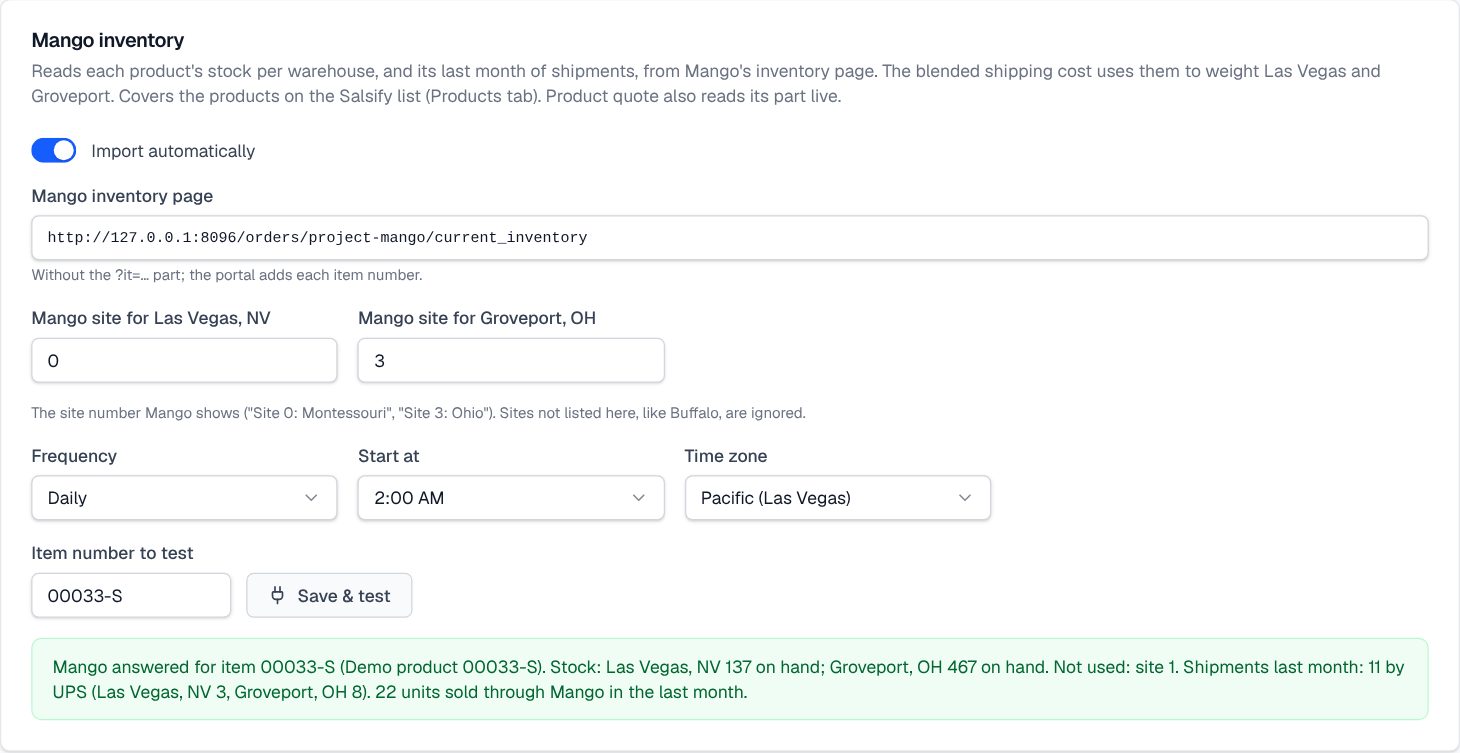 Mango inventory
Reads each product's stock per warehouse, and its last month of shipments, from Mango's inventory page. The blended shipping cost uses them to weight Las Vegas and
Groveport. Covers the products on the Salsify list (Products tab). Product quote also reads its part live.
Import automatically
Mango inventory page
http://127.0.0.1:8096/orders/project-mango/current_inventory
Without the ?it=… part; the portal adds each item number.
Mango site for Las Vegas, NV
Mango site for Groveport, OH
0
3
The site number Mango shows ("Site 0: Montessouri", "Site 3: Ohio"). Sites not listed here, like Buffalo, are ignored.
Frequency
Start at
Time zone
Daily
2:00 AM
Pacific (Las Vegas)
Item number to test
00033-S
Save & test
Mango answered for item 00033-S (Demo product 00033-S). Stock: Las Vegas, NV 137 on hand; Groveport, OH 467 on hand. Not used: site 1. Shipments last month: 11 by
UPS (Las Vegas, NV 3, Groveport, OH 8). 22 units sold through Mango in the last month.